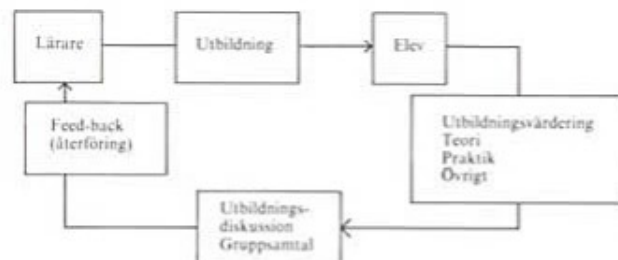 Lärare
Utbildning
Elev
Feed-back
(återföring)
Utbildningsvärdering
Teori
Praktik
Övrigt
Utbildnings-
diskussion
Gruppsamtal